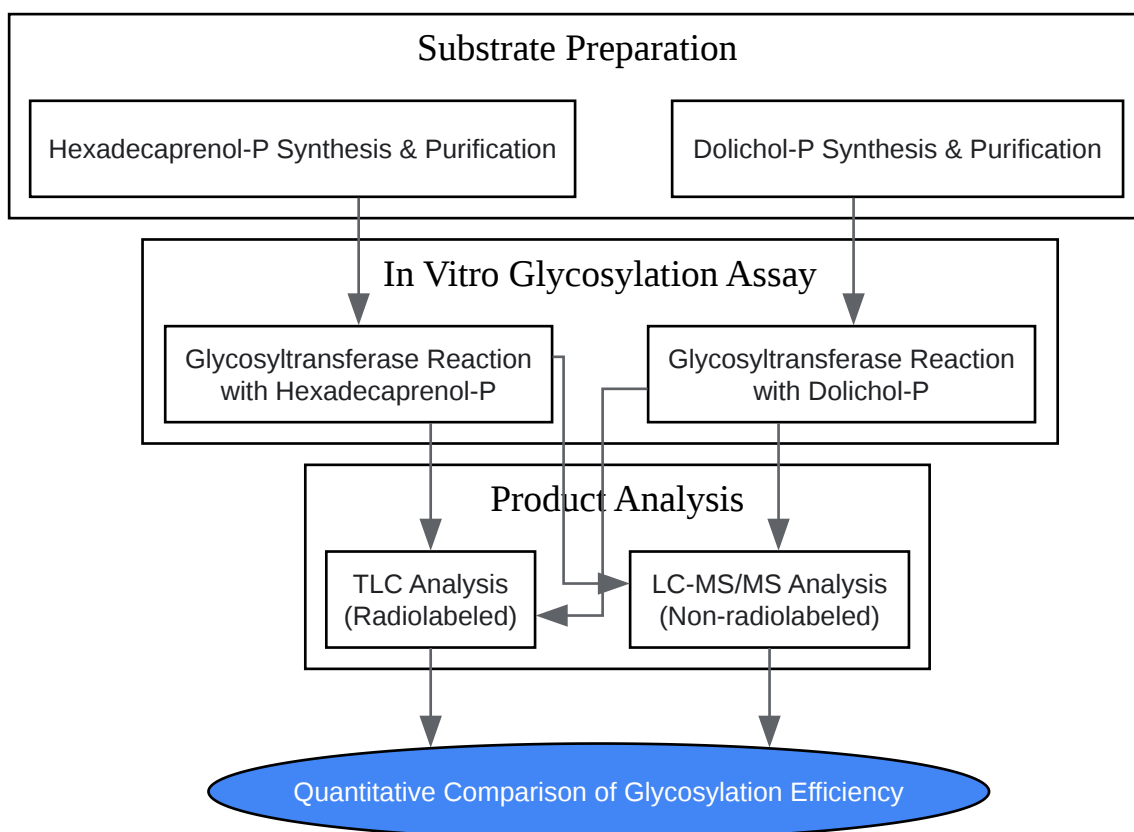 Substrate Preparation
Hexadecaprenol-P Synthesis & Purification
Dolichol-P Synthesis & Purification
In Vitro Glycosylation Assay
Glycosyltransferase Reaction
with Hexadecaprenol-P
Glycosyltransferase Reaction
with Dolichol-P
Product Analysis
TLC Analysis
(Radiolabeled)
LC-MS/MS Analysis
(Non-radiolabeled)
Quantitative Comparison of Glycosylation Efficiency